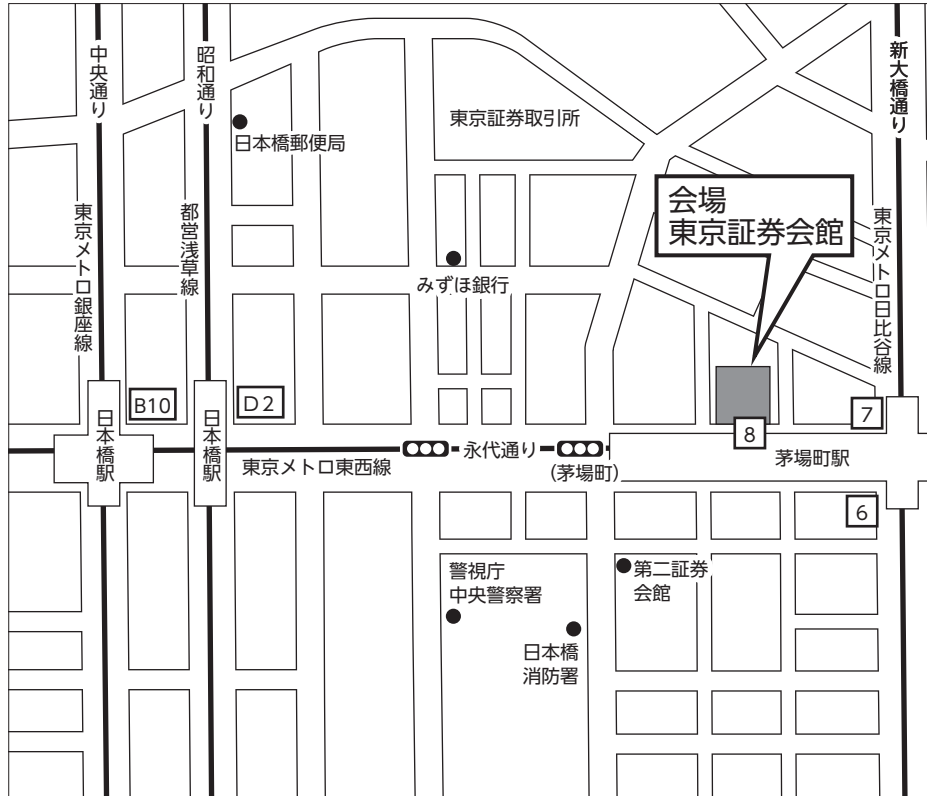 中央通り
昭和通り
新大橋通り
日本橋郵便局
東京証券取引所
会場
東京証券会館
東京メトロ銀座線
都営浅草線
東京メトロ日比谷線
みずほ銀行
B10
D2
7
8
日本橋駅
日本橋駅
東京メトロ東西線
永代通り
(茅場町)
茅場町駅
6
警視庁
中央警察署
第二証券
会館
日本橋
消防署